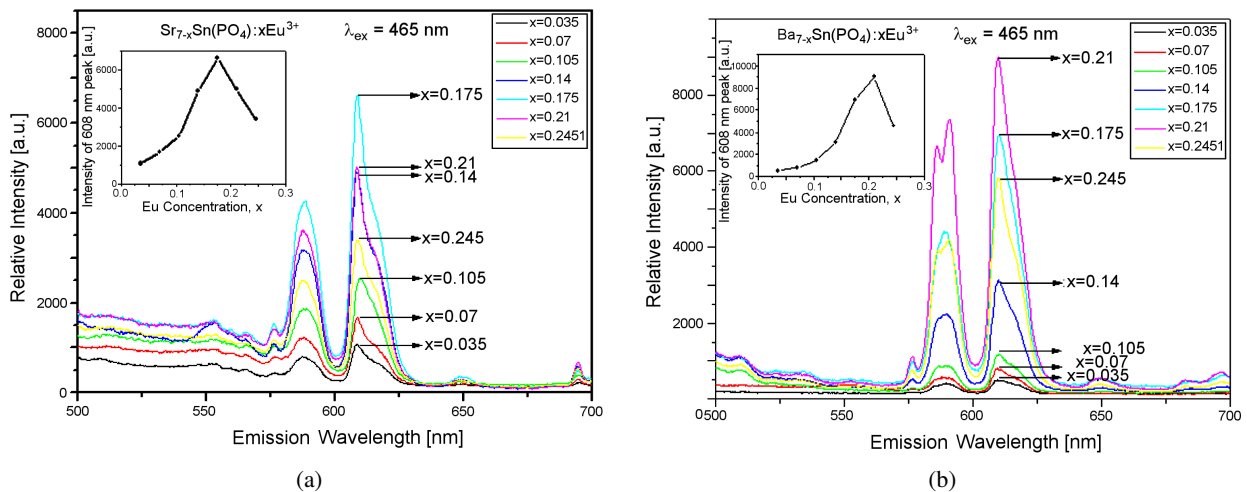 Sr7-xSn(PO4):xEu3+
λex = 465 nm
x=0.035
x=0.07
x=0.105
x=0.14
x=0.175
x=0.21
x=0.2451
Intensity of 608 nm peak [a.u.]
6000
4000
2000
0
0.0 0.1 0.2 0.3
Eu Concentration, x
x=0.175
x=0.21
x=0.14
x=0.245
x=0.105
x=0.07
x=0.035
Relative Intensity [a.u.]
8000
6000
4000
2000
0
500 550 600 650 700
Emission Wavelength [nm]
(a)
Ba7-xSn(PO4):xEu3+
λex = 465 nm
x=0.035
x=0.07
x=0.105
x=0.14
x=0.175
x=0.21
x=0.2451
Intensity of 608 nm peak [a.u.]
10000
8000
6000
4000
2000
0
0.0 0.1 0.2 0.3
Eu Concentration, x
x=0.21
x=0.175
x=0.245
x=0.14
x=0.105
x=0.07
x=0.035
Relative Intensity [a.u.]
8000
6000
4000
2000
0500 550 600 650 700
Emission Wavelength [nm]
(b)